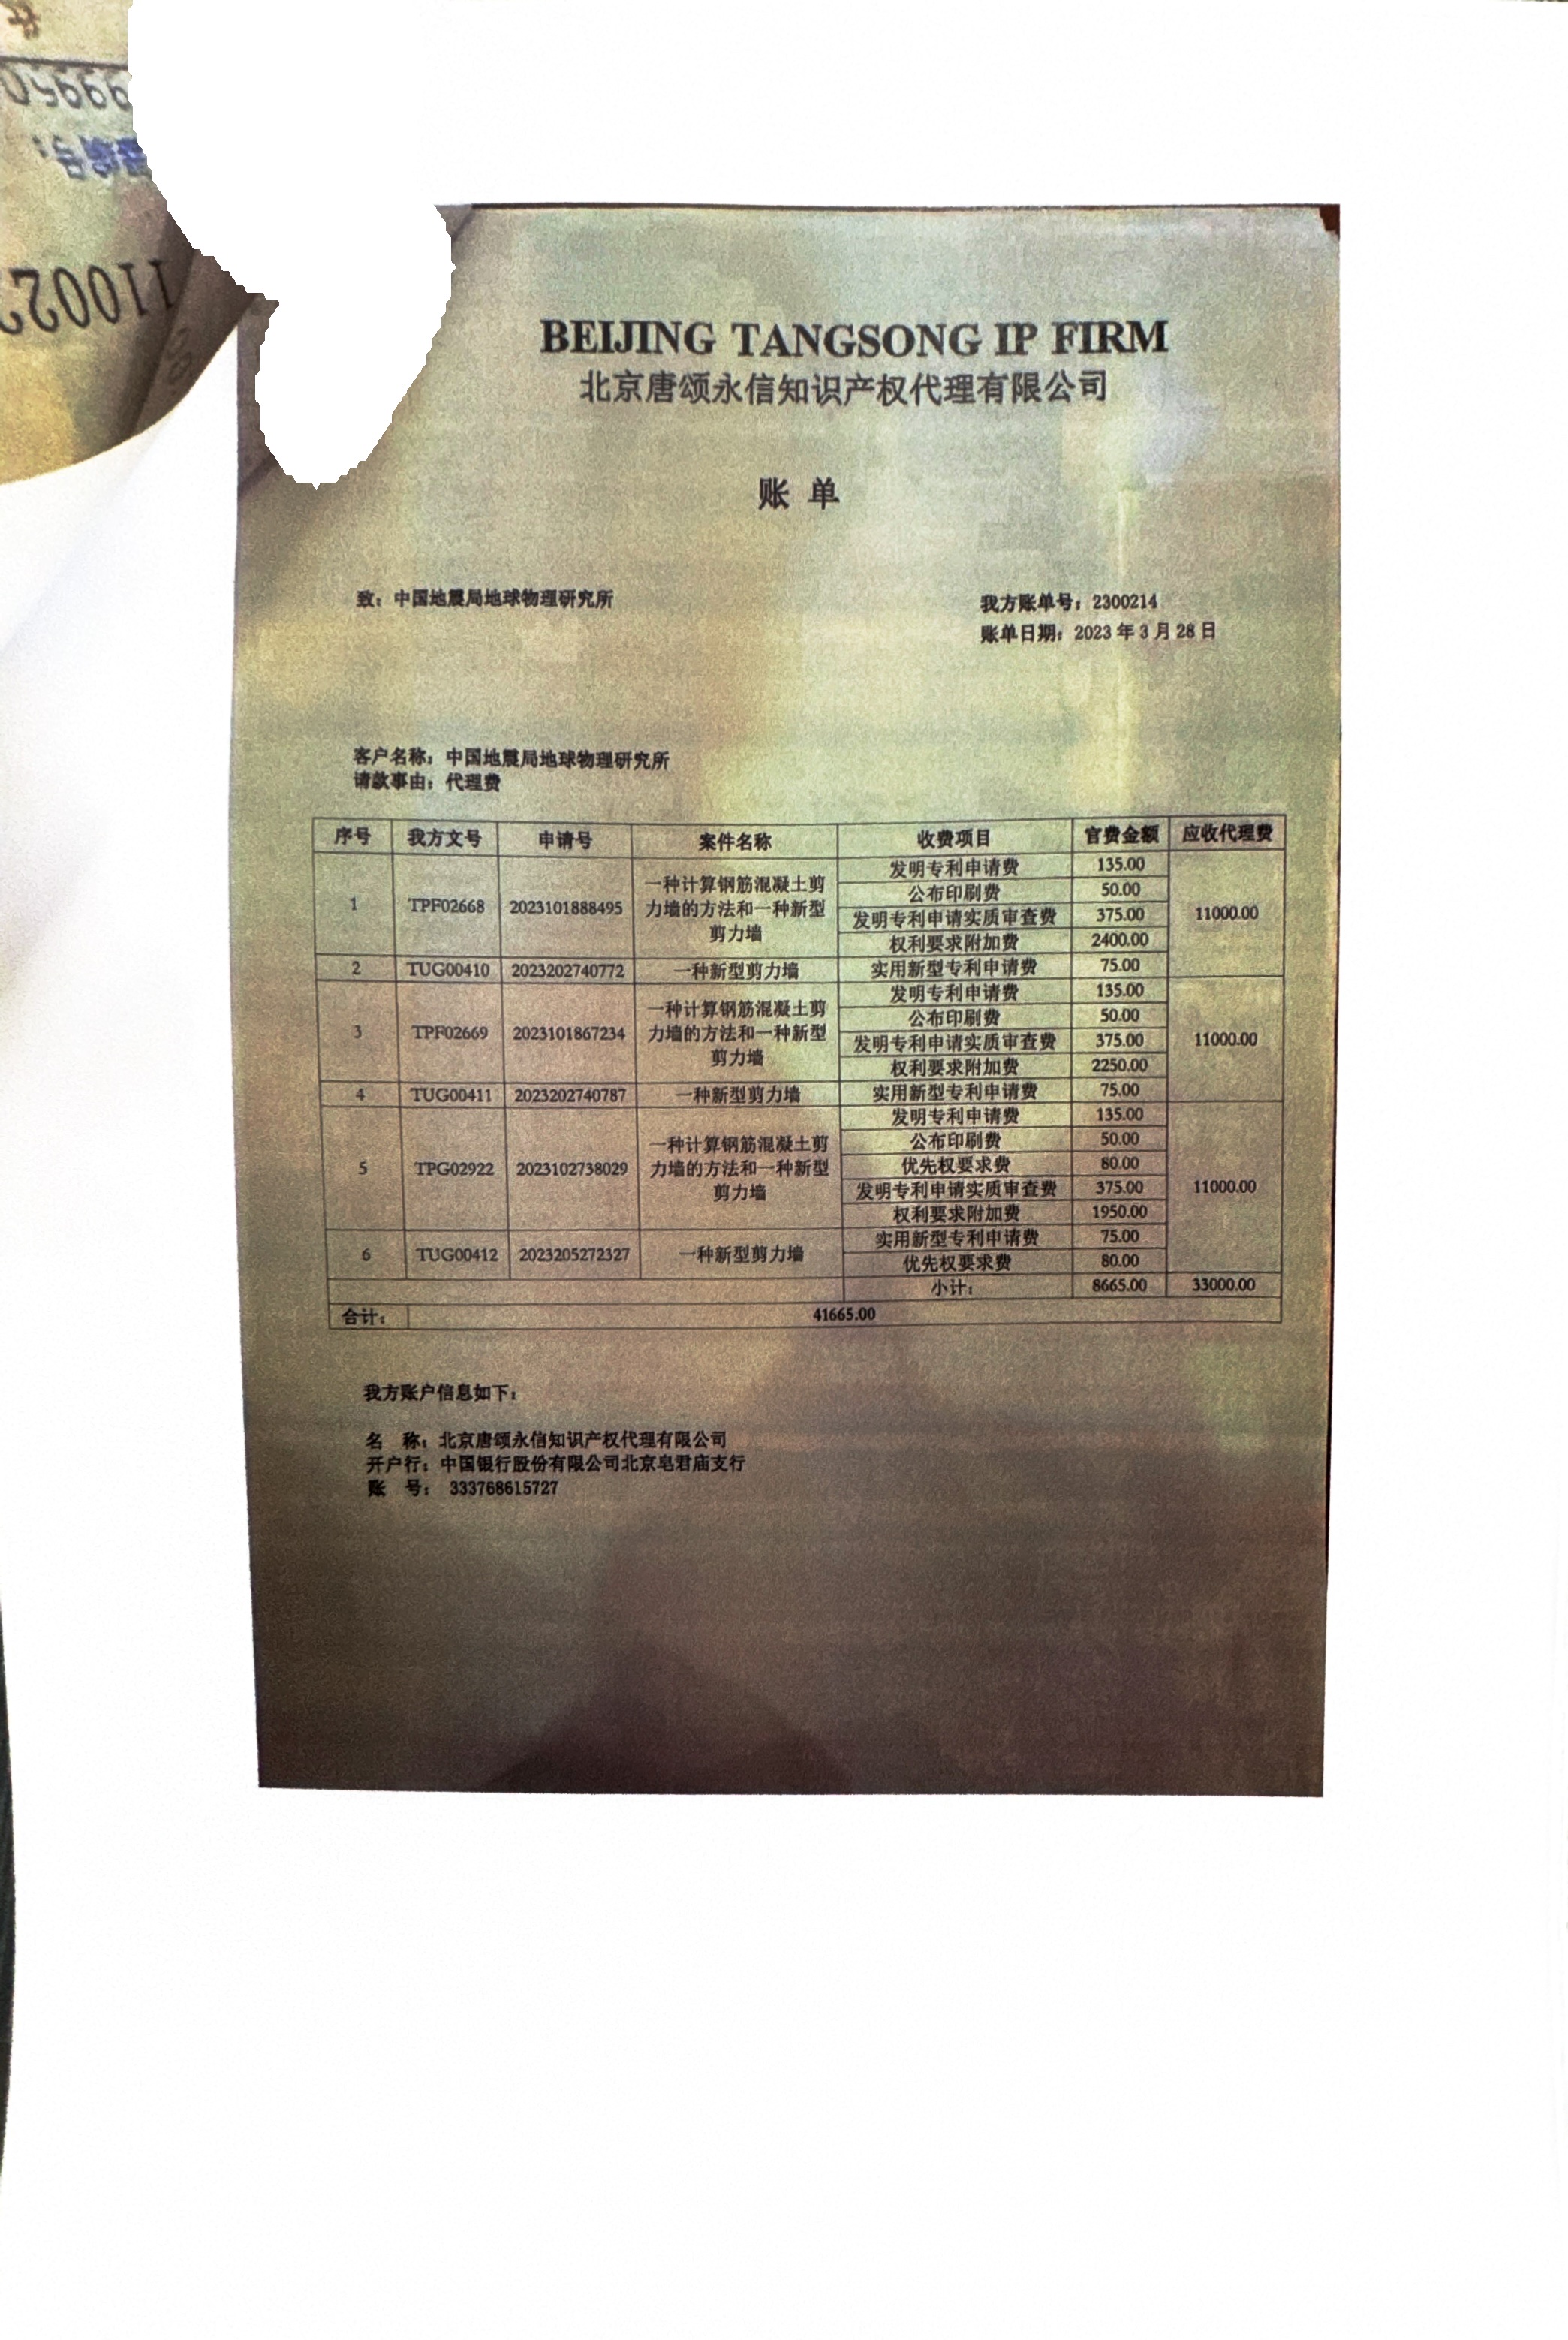 BEIJING TANGSONG IP FIRM
北京唐颂永信知识产权代理有限公司
账 单
致：中国地震局地球物理研究所
我方账单号：2300214
账单日期：2023 年 3 月 28 日
客户名称：中国地震局地球物理研究所
请款事由：代理费
序号 我方文号 申请号 案件名称 收费项目 官费金额 应收代理费
1 TPF02668 2023101888495 一种计算钢筋混凝土剪力墙的方法和一种新型剪力墙 发明专利申请费 135.00 11000.00
公布印刷费 50.00
发明专利申请实质审查费 375.00
权利要求附加费 2400.00
2 TUG00410 2023202740772 一种新型剪力墙 实用新型专利申请费 75.00
3 TPF02669 2023101867234 一种计算钢筋混凝土剪力墙的方法和一种新型剪力墙 发明专利申请费 135.00 11000.00
公布印刷费 50.00
发明专利申请实质审查费 375.00
权利要求附加费 2250.00
4 TUG00411 2023202740787 一种新型剪力墙 实用新型专利申请费 75.00
5 TPG02922 2023102738029 一种计算钢筋混凝土剪力墙的方法和一种新型剪力墙 发明专利申请费 135.00 11000.00
公布印刷费 50.00
优先权要求费 80.00
发明专利申请实质审查费 375.00
权利要求附加费 1950.00
6 TUG00412 2023205272327 一种新型剪力墙 实用新型专利申请费 75.00
优先权要求费 80.00
小计： 8665.00 33000.00
合计： 41665.00
我方账户信息如下：
名 称：北京唐颂永信知识产权代理有限公司
开户行：中国银行股份有限公司北京皂君庙支行
账 号： 333768615727